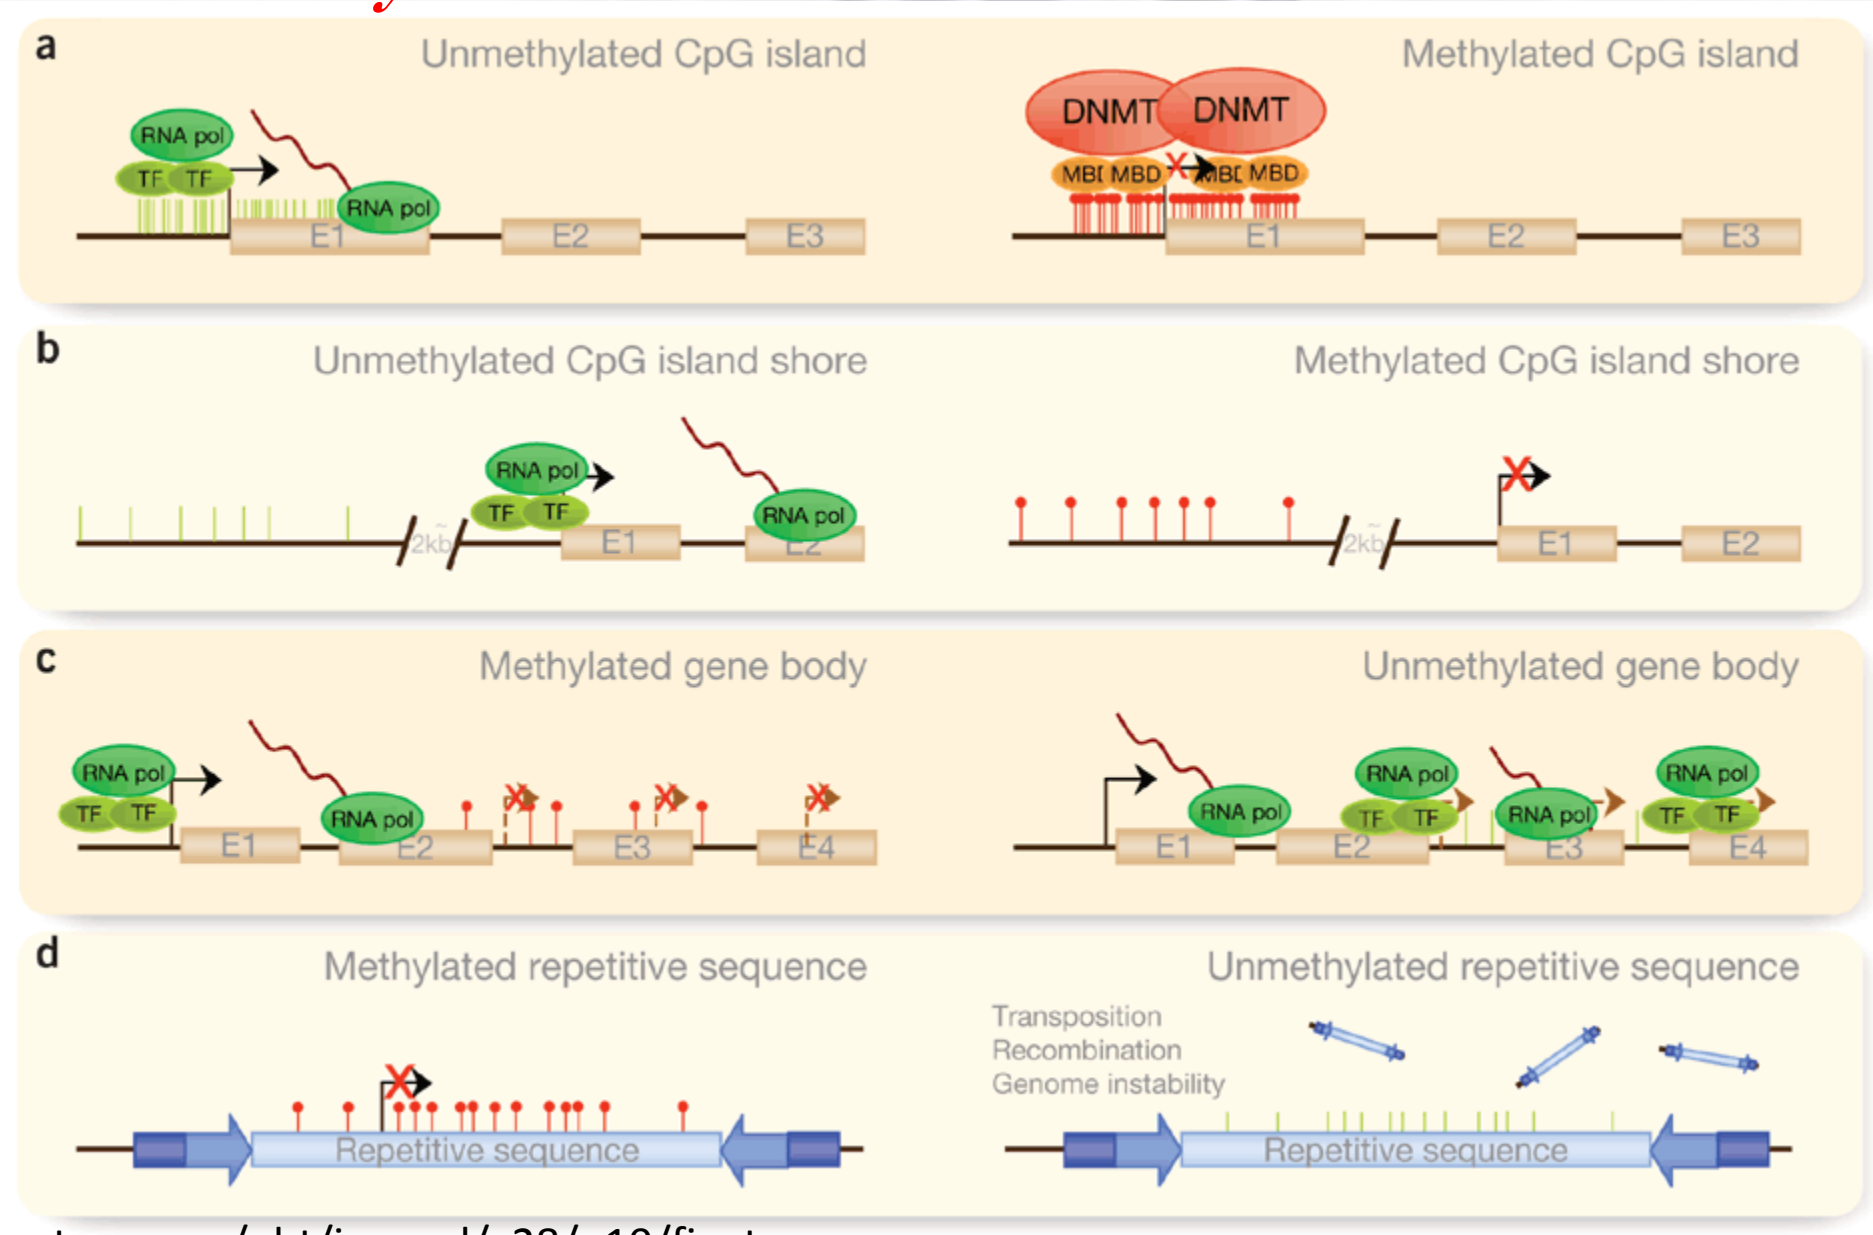 a
Unmethylated CpG island
Methylated CpG island
RNA pol
TF TF
RNA pol
E1 E2 E3
DNMT DNMT
MBD MBD
X
E1 E2 E3
b
Unmethylated CpG island shore
Methylated CpG island shore
RNA pol
TF TF
RNA pol
~
2kb
E1 E2
X
~
2kb
E1 E2
c
Methylated gene body
Unmethylated gene body
RNA pol
TF TF
RNA pol
E1 E2 E3 E4
RNA pol
RNA pol
TF TF
RNA pol
RNA pol
TF TF
E1 E2 E3 E4
d
Methylated repetitive sequence
Unmethylated repetitive sequence
Transposition
Recombination
Genome instability
X
Repetitive sequence
Repetitive sequence